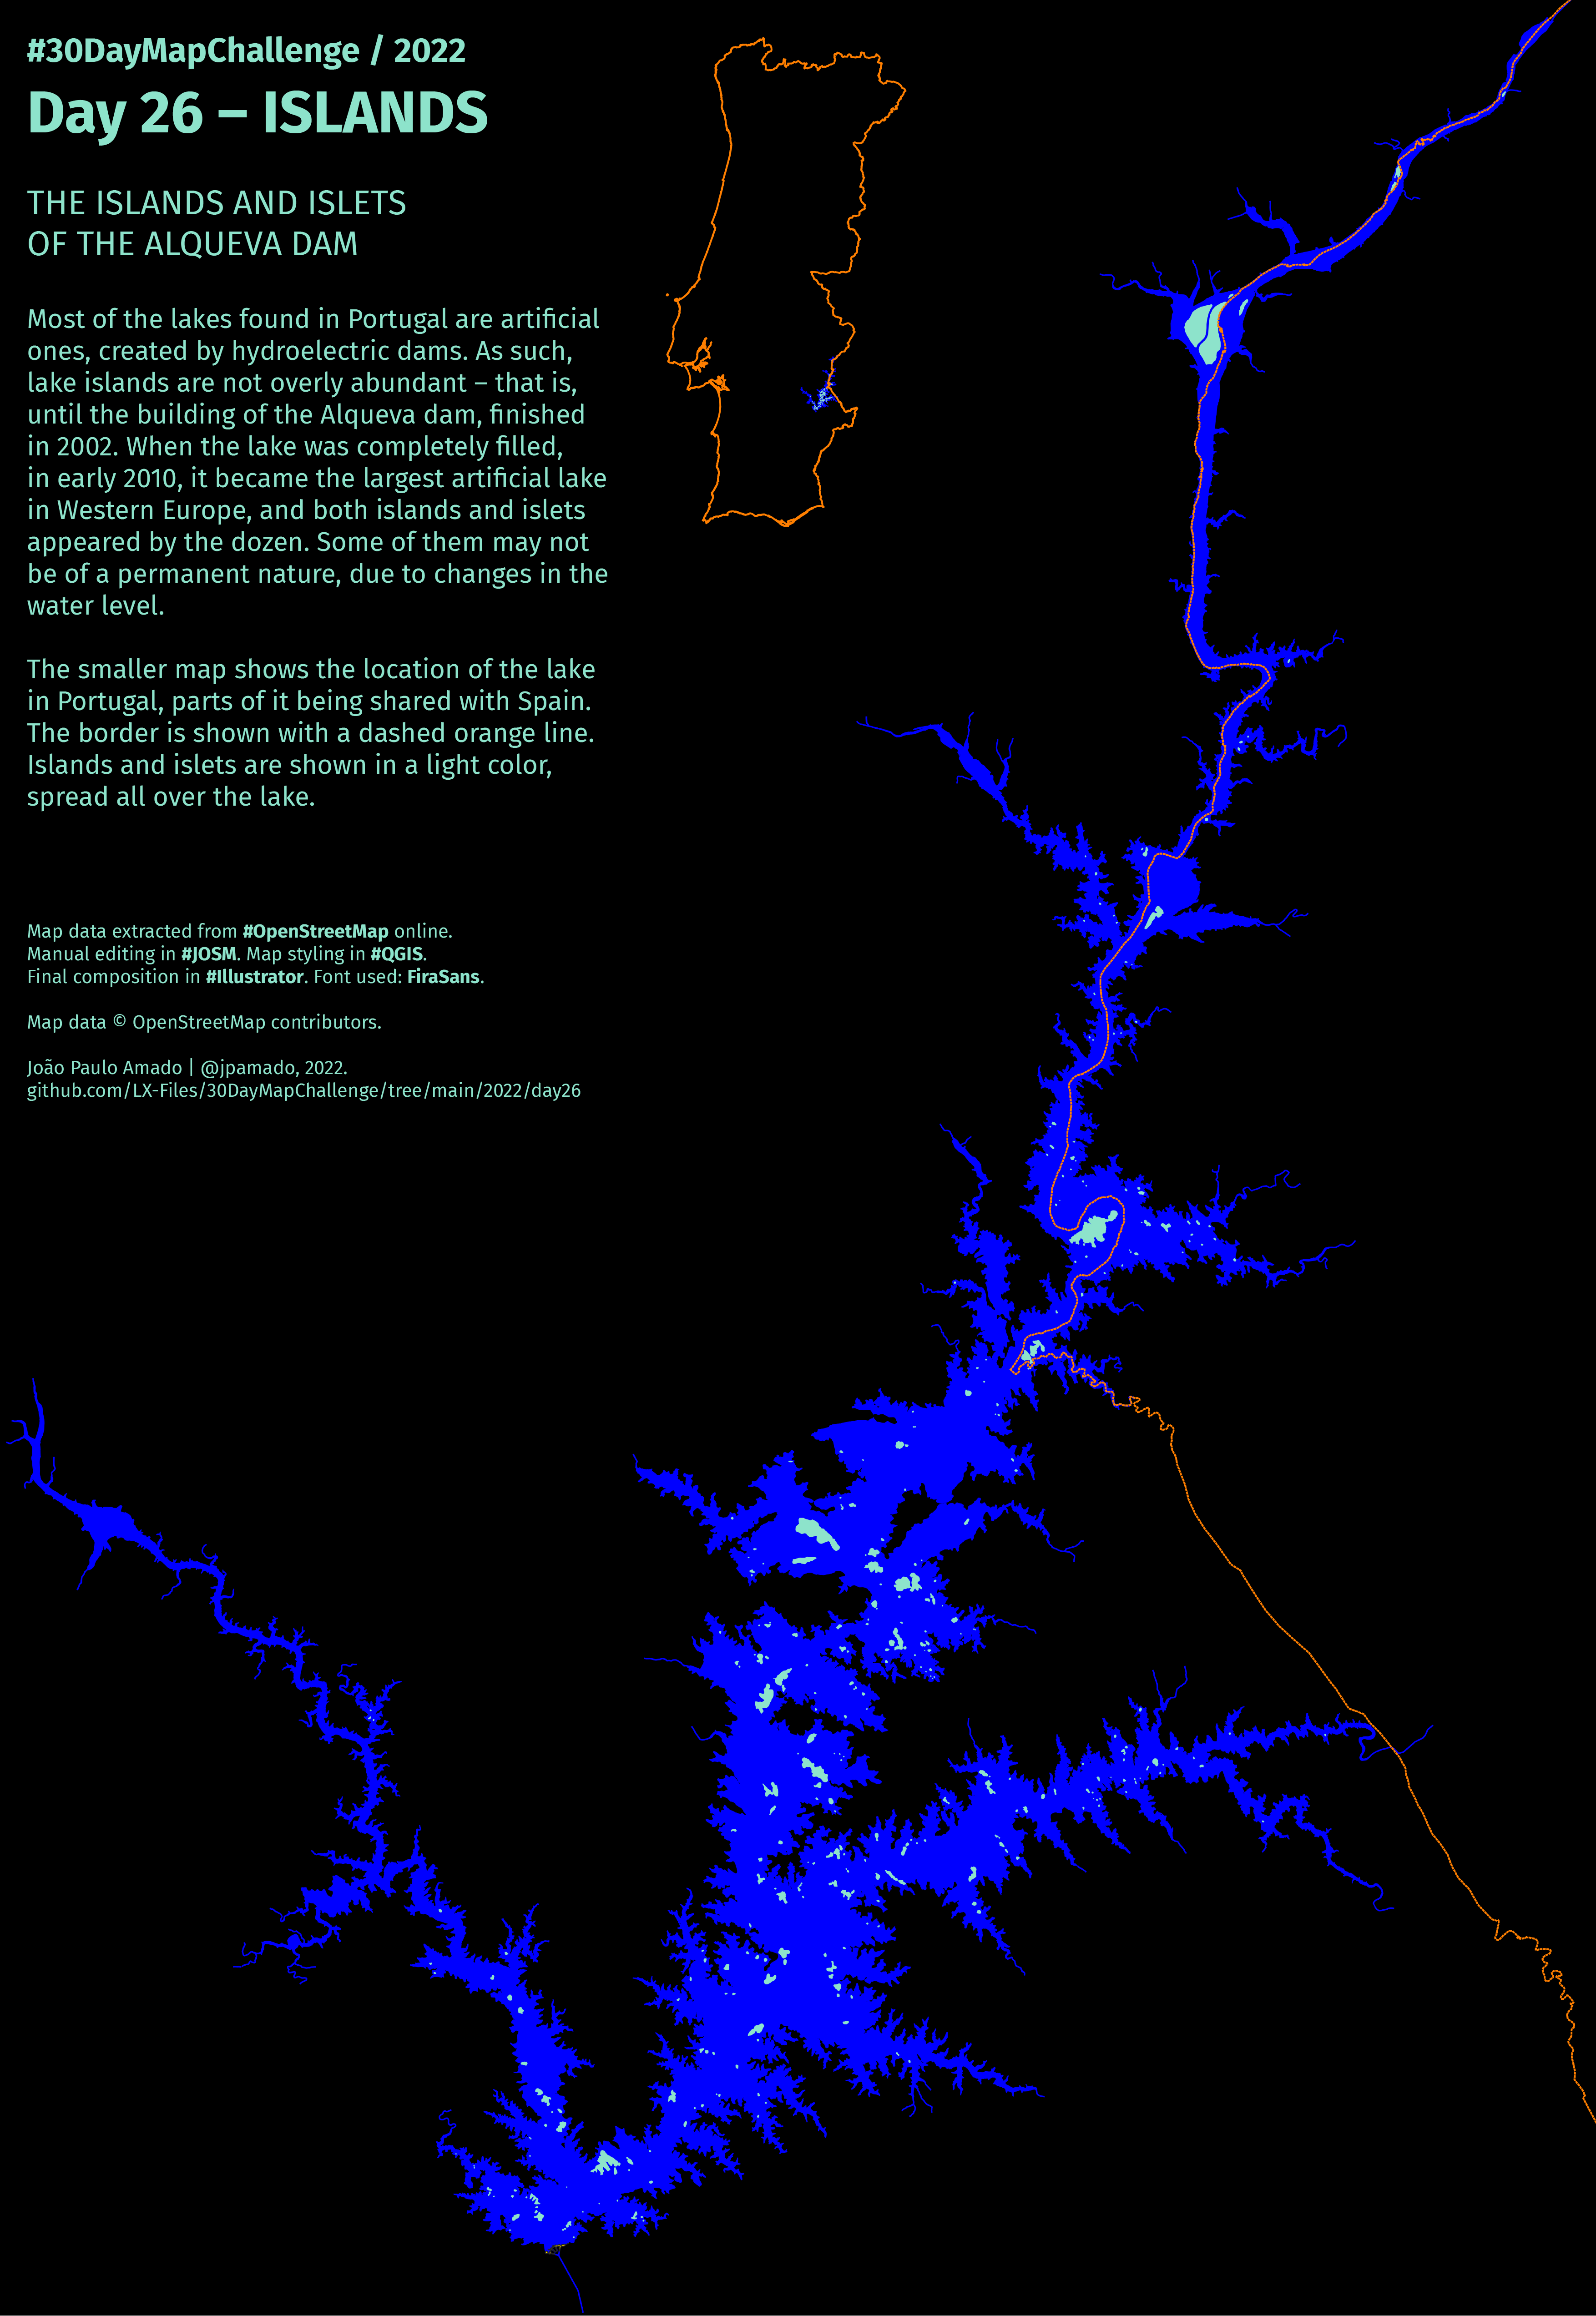 #30DayMapChallenge / 2022
Day 26 – ISLANDS
THE ISLANDS AND ISLETS
OF THE ALQUEVA DAM
Most of the lakes found in Portugal are artificial
ones, created by hydroelectric dams. As such,
lake islands are not overly abundant – that is,
until the building of the Alqueva dam, finished
in 2002. When the lake was completely filled,
in early 2010, it became the largest artificial lake
in Western Europe, and both islands and islets
appeared by the dozen. Some of them may not
be of a permanent nature, due to changes in the
water level.
The smaller map shows the location of the lake
in Portugal, parts of it being shared with Spain.
The border is shown with a dashed orange line.
Islands and islets are shown in a light color,
spread all over the lake.
Map data extracted from #OpenStreetMap online.
Manual editing in #JOSM. Map styling in #QGIS.
Final composition in #Illustrator. Font used: FiraSans.
Map data © OpenStreetMap contributors.
João Paulo Amado | @jpamado, 2022.
github.com/LX-Files/30DayMapChallenge/tree/main/2022/day26